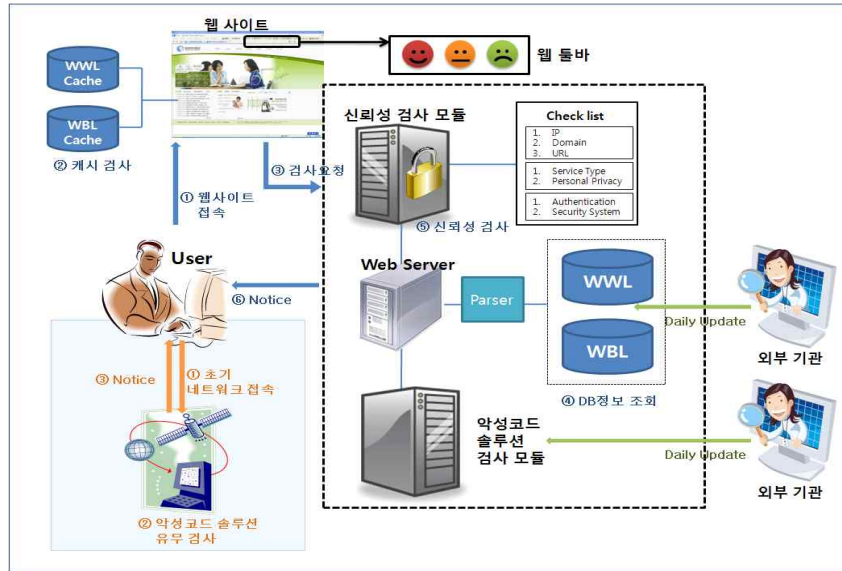 웹 사이트
웹 툴바
WWL
Cache
WBL
Cache
② 캐시 검사
① 웹사이트
접속
③ 검사요청
신뢰성 검사 모듈
Check list
1. IP
2. Domain
3. URL
1. Service Type
2. Personal Privacy
1. Authentication
2. Security System
⑤ 신뢰성 검사
User
⑥ Notice
Web Server
Parser
WWL
WBL
④ DB정보 조회
Daily Update
외부 기관
③ Notice
① 초기
네트워크 접속
② 악성코드 솔루션
유무 검사
악성코드
솔루션
검사 모듈
Daily Update
외부 기관